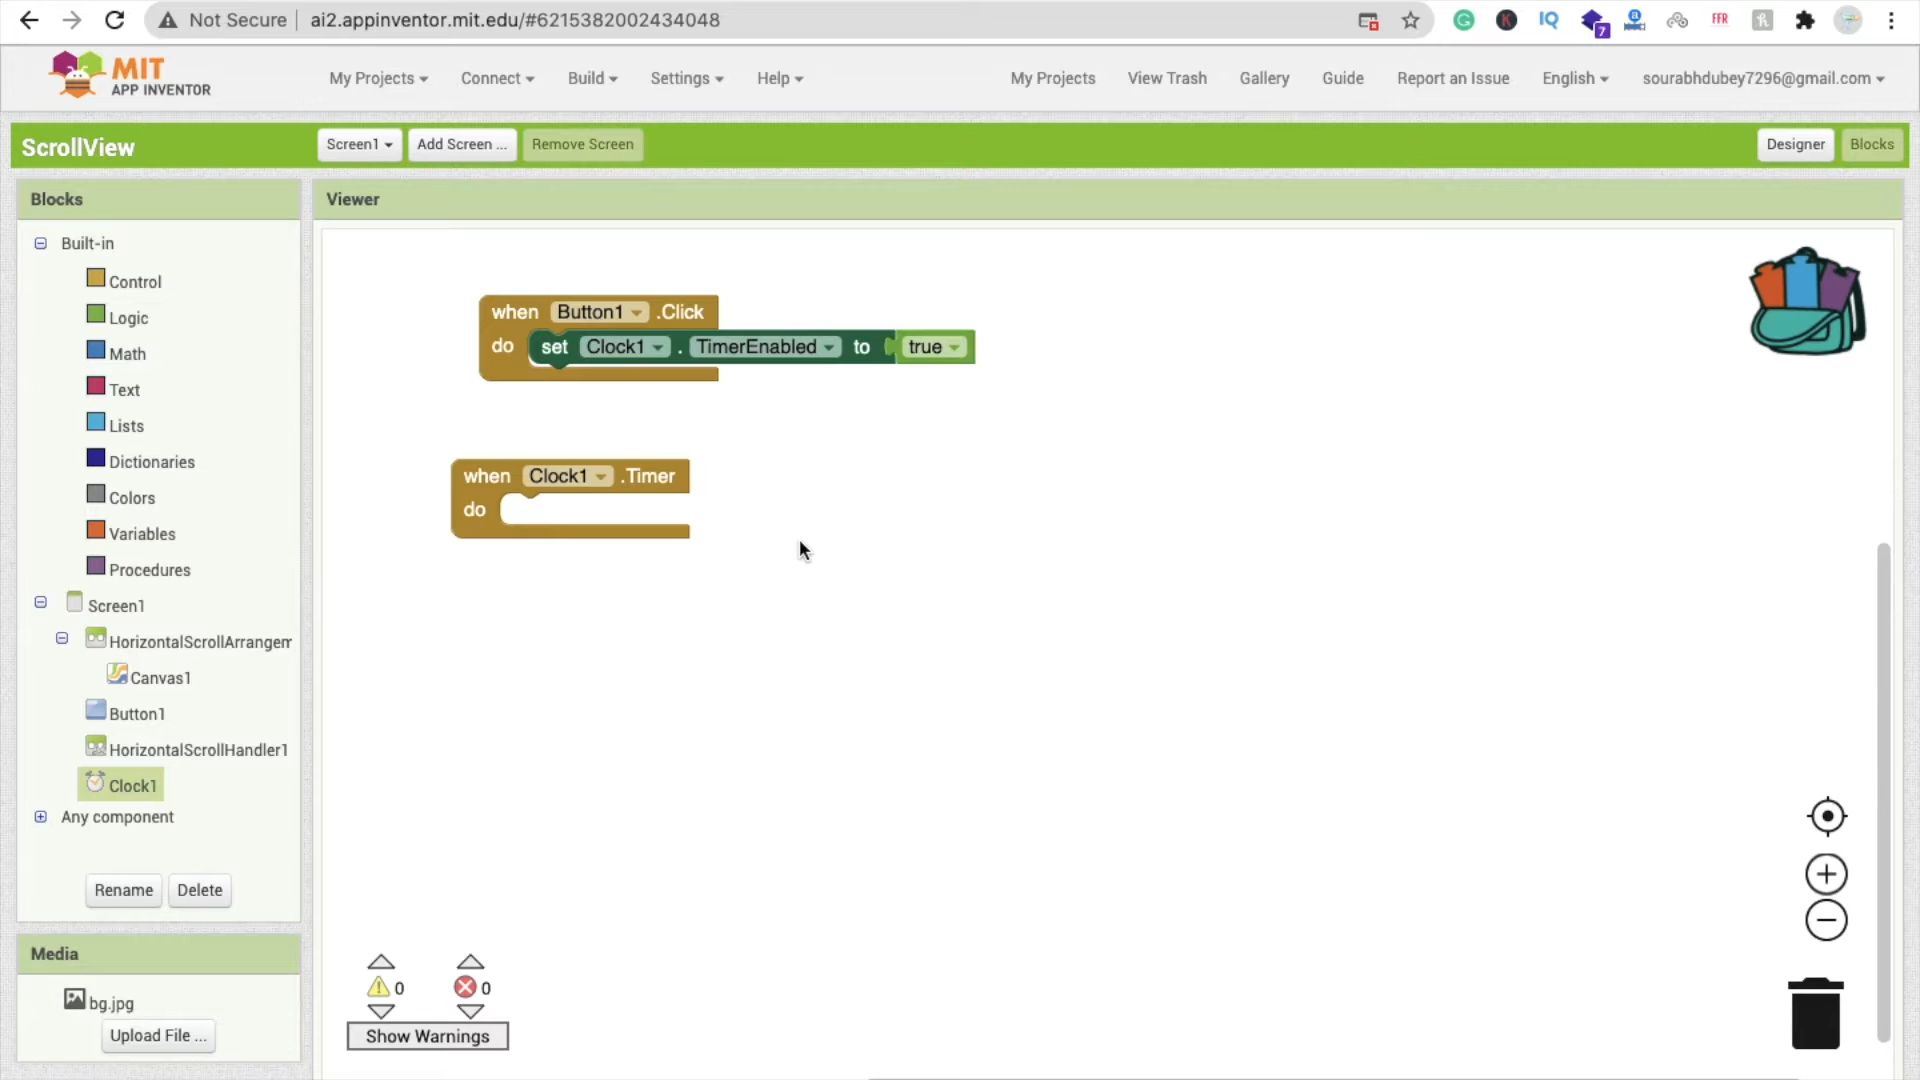 Not Secure
ai2.appinventor.mit.edu/#6215382002434048
G
K
IQ
7
a
FFR
MIT
APP INVENTOR
My Projects
Connect
Build
Settings
Help
My Projects
View Trash
Gallery
Guide
Report an Issue
English
sourabhdubey7296@gmail.com
ScrollView
Screen1
Add Screen ...
Remove Screen
Designer
Blocks
Blocks
Viewer
Built-in
Control
Logic
Math
Text
Lists
Dictionaries
Colors
Variables
Procedures
Screen1
HorizontalScrollArrangem
Canvas1
Button1
HorizontalScrollHandler1
Clock1
Any component
Rename
Delete
Media
bg.jpg
Upload File ...
when Button1 .Click
do set Clock1 . TimerEnabled to true
when Clock1 .Timer
do
0
0
Show Warnings